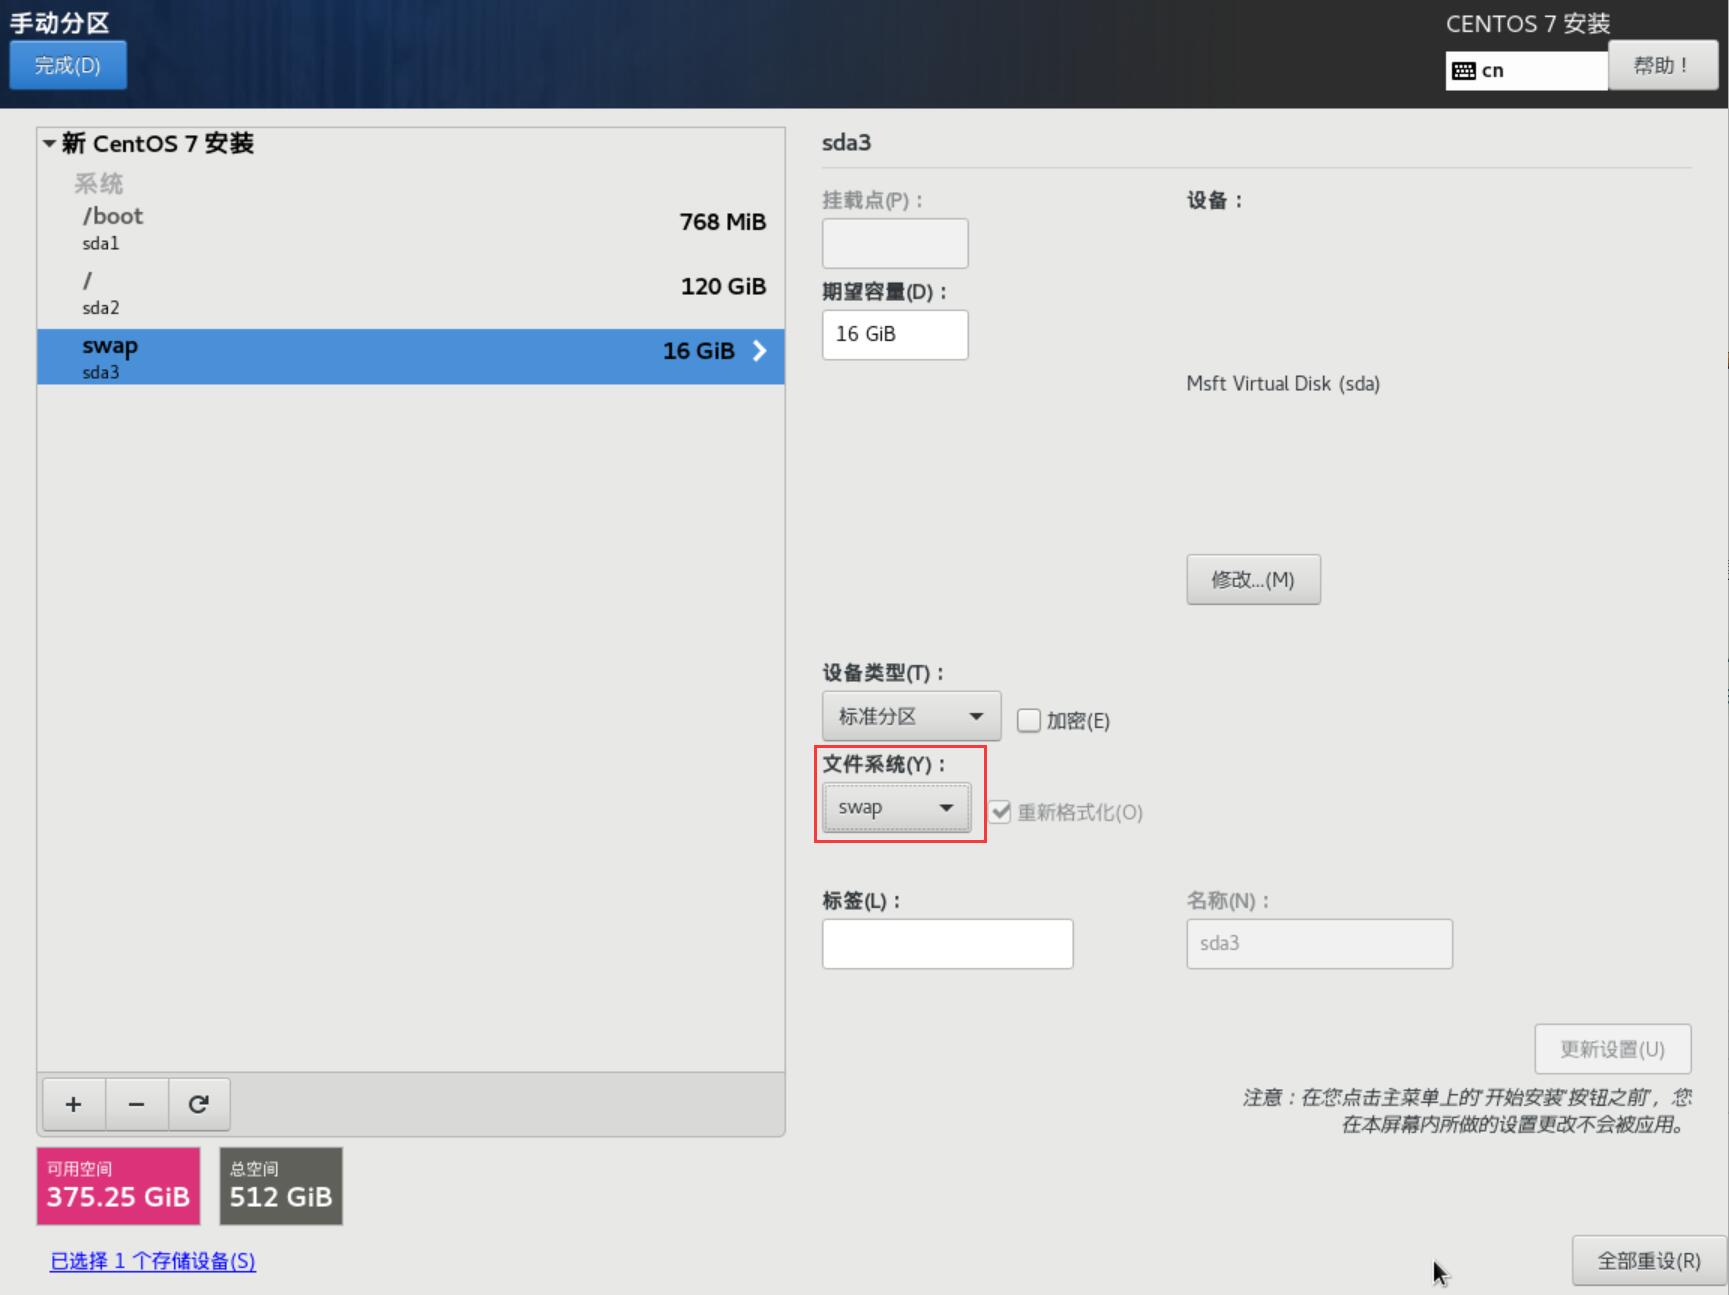 手动分区
完成(D)
CENTOS 7 安装
cn
帮助！
新 CentOS 7 安装
系统
/boot
sda1
768 MiB
/
sda2
120 GiB
swap
sda3
16 GiB
sda3
挂载点(P)：
设备：
期望容量(D)：
16 GiB
Msft Virtual Disk (sda)
修改...(M)
设备类型(T)：
标准分区
加密(E)
文件系统(Y)：
swap
重新格式化(O)
标签(L)：
名称(N)：
sda3
更新设置(U)
注意：在您点击主菜单上的"开始安装"按钮之前"，您
在本屏幕内所做的设置更改不会被应用。
可用空间
375.25 GiB
总空间
512 GiB
已选择 1 个存储设备(S)
全部重设(R)